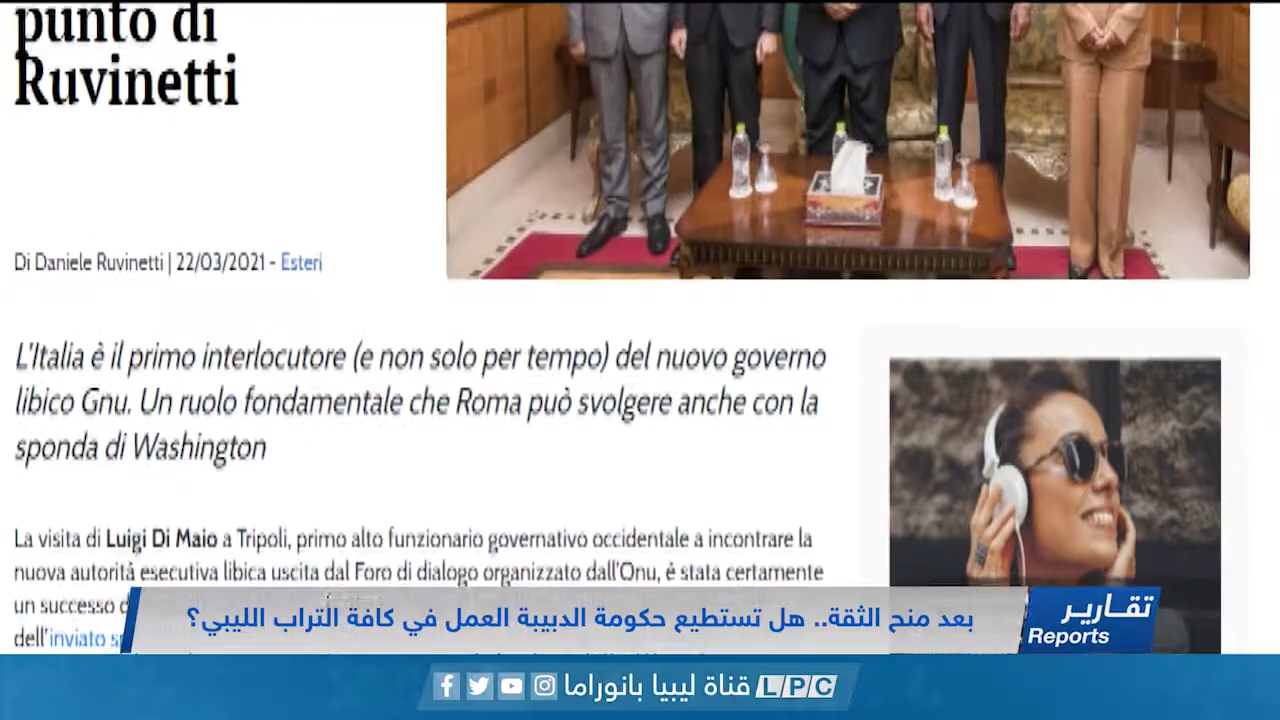 punto di
Ruvinetti
Di Daniele Ruvinetti | 22/03/2021 - Esteri
L'Italia è il primo interlocutore (e non solo per tempo) del nuovo governo
libico Gnu. Un ruolo fondamentale che Roma può svolgere anche con la
sponda di Washington
La visita di Luigi Di Maio a Tripoli, primo alto funzionario governativo occidentale a incontrare la
nuova autorità esecutiva libica uscita dal Foro di dialogo organizzato dall'Onu, è stata certamente
un successo
dell'inviato
بعد منح الثقة.. هل تستطيع حكومة الدبيبة العمل في كافة التراب الليبي؟
تقارير
Reports
قناة ليبيا بانوراما LPC